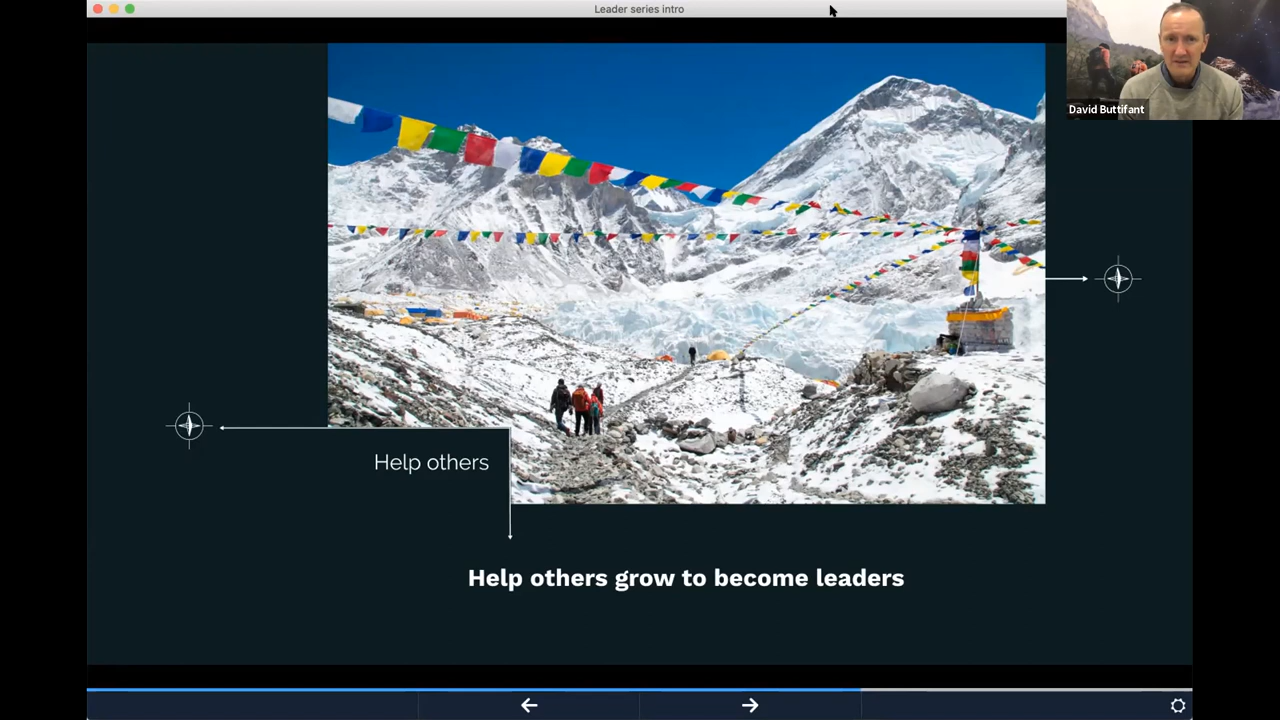 Leader series intro
David Buttifant
Help others
Help others grow to become leaders